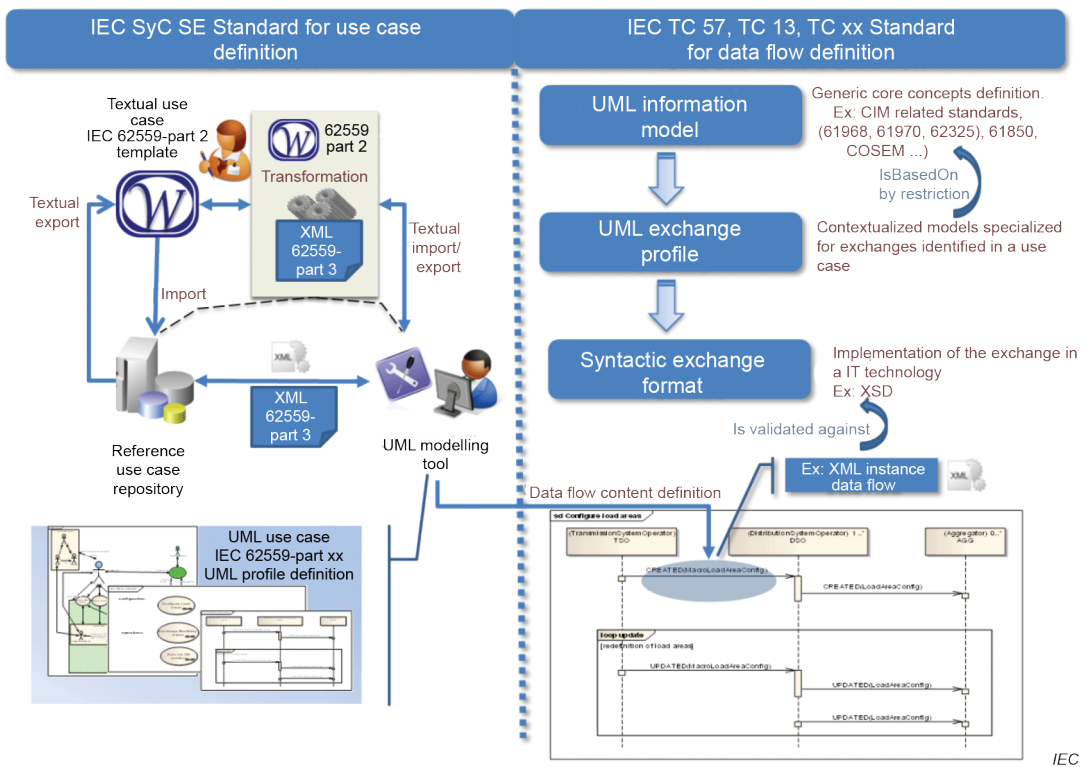 IEC SyC SE Standard for use case
definition
IEC TC 57, TC 13, TC xx Standard
for data flow definition
Textual use
case
IEC 62559-part 2
template
W
Textual
export
W
62559
part 2
Transformation
XML
62559-
part 3
Textual
import/
export
Import
XML
XML
62559-
part 3
Reference
use case
repository
UML modelling
tool
UML use case
IEC 62559-part xx
UML profile definition
UML information
model
Generic core concepts definition.
Ex: CIM related standards,
(61968, 61970, 62325), 61850,
COSEM ...)
IsBasedOn
by restriction
UML exchange
profile
Contextualized models specialized
for exchanges identified in a use
case
Syntactic exchange
format
Implementation of the exchange in
a IT technology
Ex: XSD
Is validated against
Ex: XML instance
data flow
XML
Data flow content definition
sd Configure load areas
(TransmissionSystemOperator)
TSO
(DistributionSystemOperator) 1..*
DSO
(Aggregator) 0..*
AGG
CREATED(MacroLoadAreaConfig)
CREATED(LoadAreaConfig)
loop update
[redefinition of load areas]
UPDATED(MacroLoadAreaConfig)
UPDATED(LoadAreaConfig)
UPDATED(LoadAreaConfig)
IEC